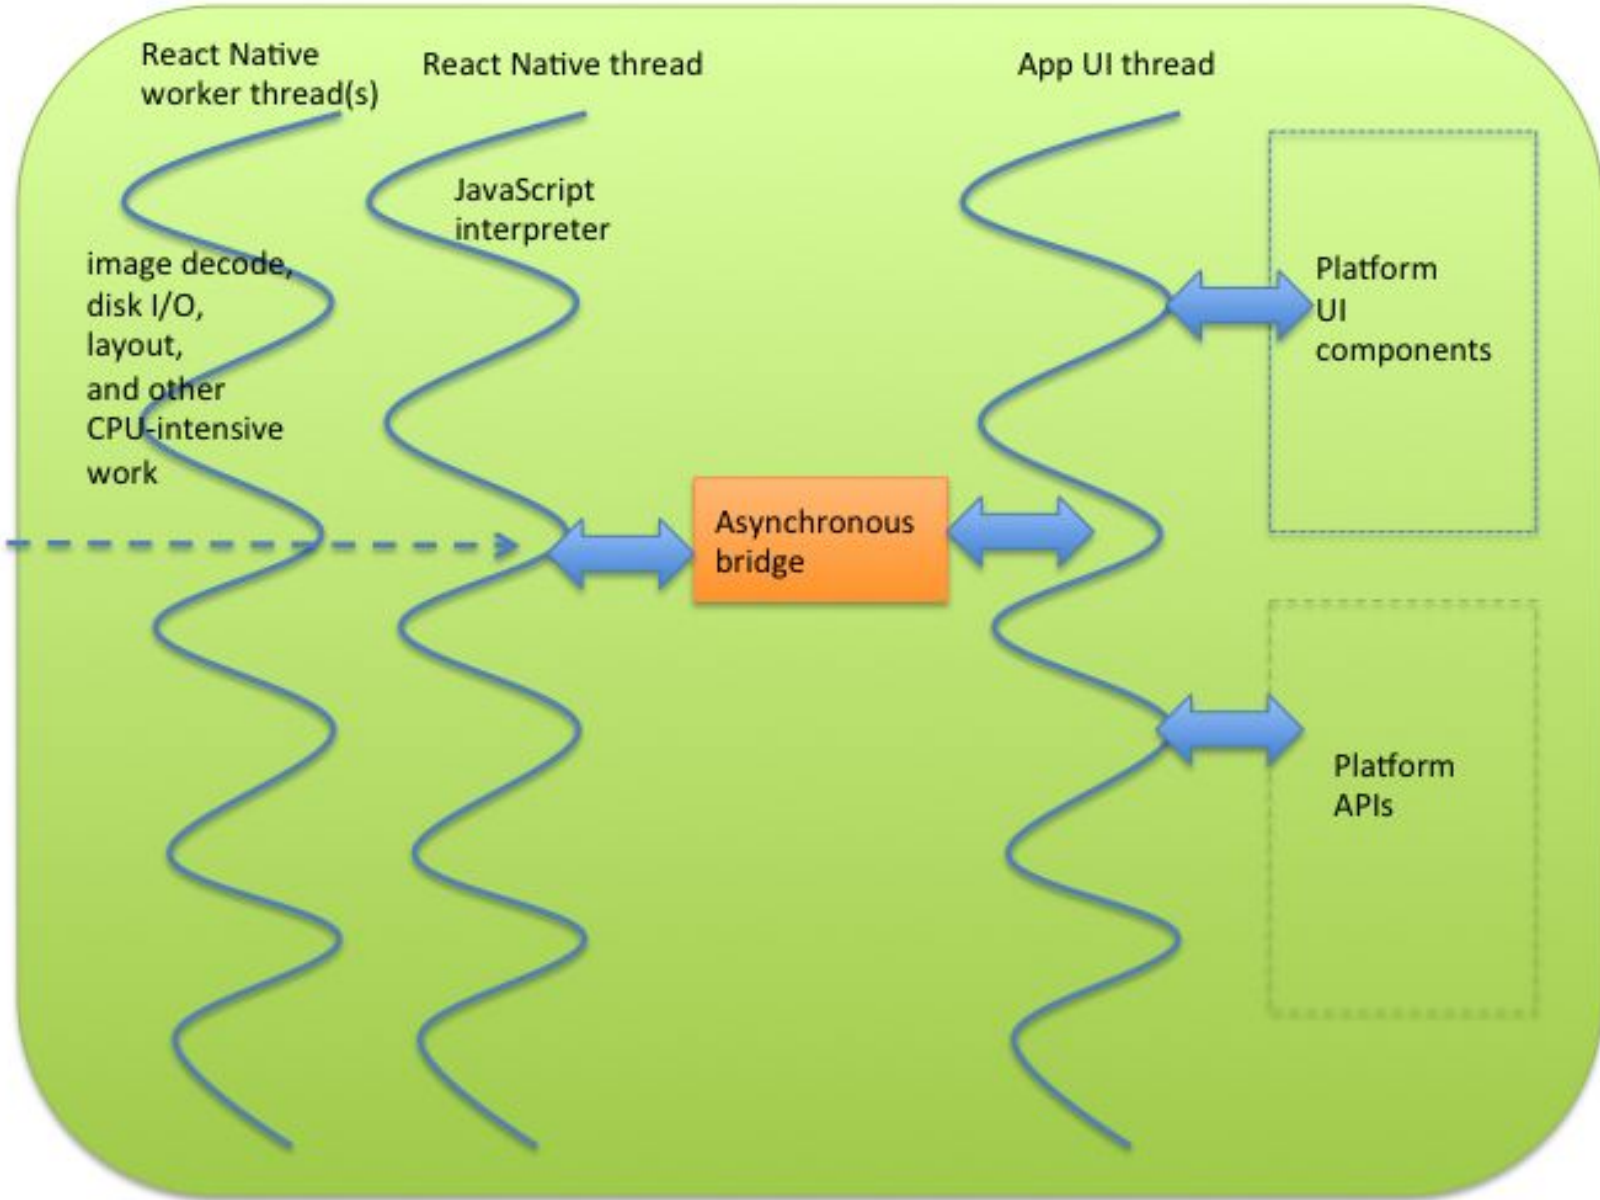 React Native
worker thread(s)
React Native thread
App UI thread
JavaScript
interpreter
image decode,
disk I/O,
layout,
and other
CPU-intensive
work
Platform
UI
components
Asynchronous
bridge
Platform
APIs